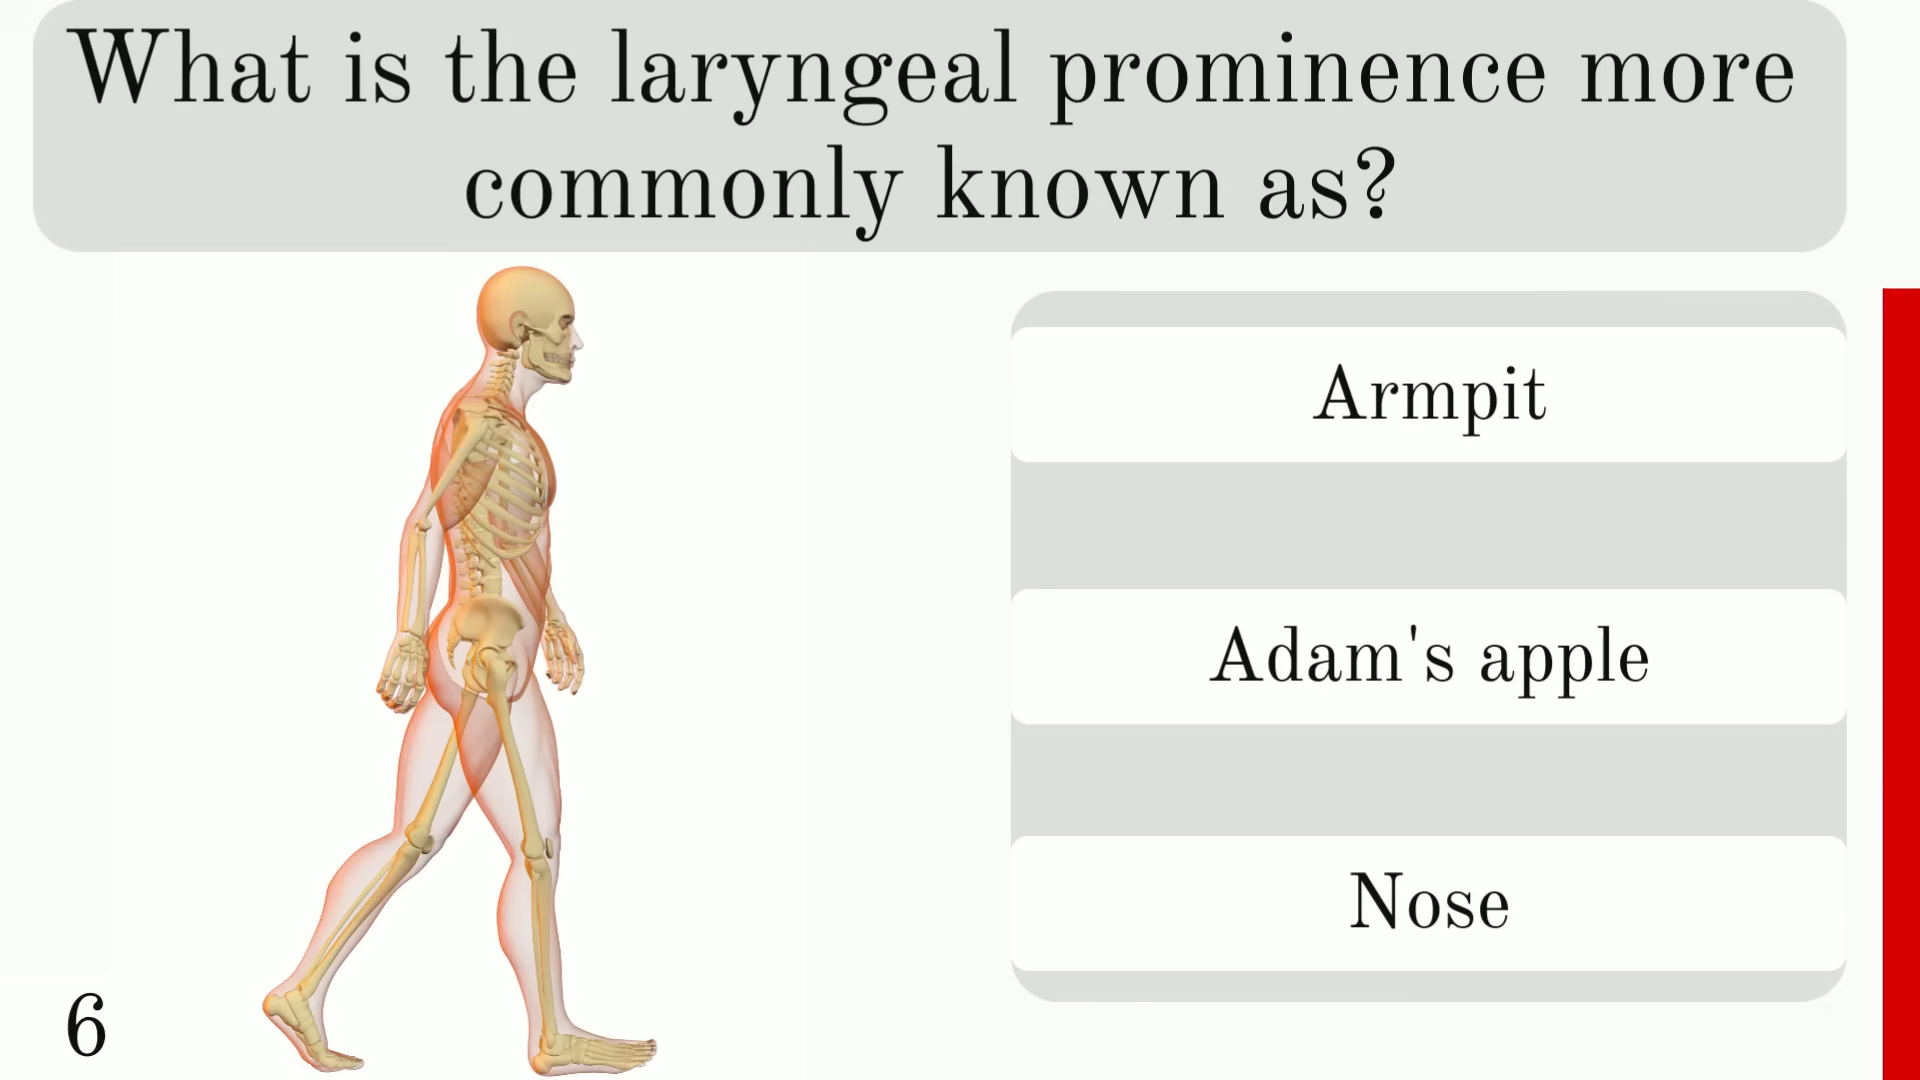 What is the laryngeal prominence more
commonly known as?
Armpit
Adam's apple
Nose
6